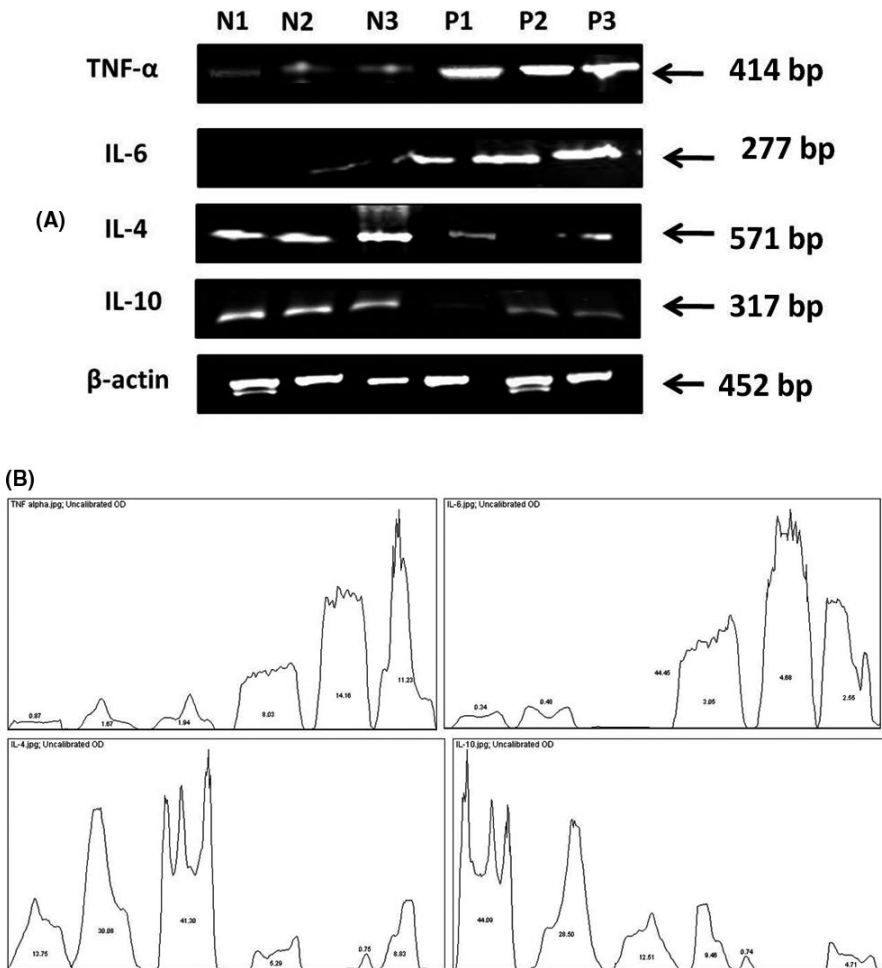 N1 N2 N3 P1 P2 P3
TNF-α 414 bp
IL-6 277 bp
(A)
IL-4 571 bp
IL-10 317 bp
β-actin 452 bp
(B)
TNF alpha.jpg; Uncalibrated OD
0.87 1.67 1.94 8.03 14.16 11.23
IL-6.jpg; Uncalibrated OD
0.34 0.48 44.45 3.05 4.68 2.55
IL-4.jpg; Uncalibrated OD
13.75 30.08 41.30 5.29 0.75 8.83
IL-10.jpg; Uncalibrated OD
44.09 28.50 12.51 9.46 0.74 4.71